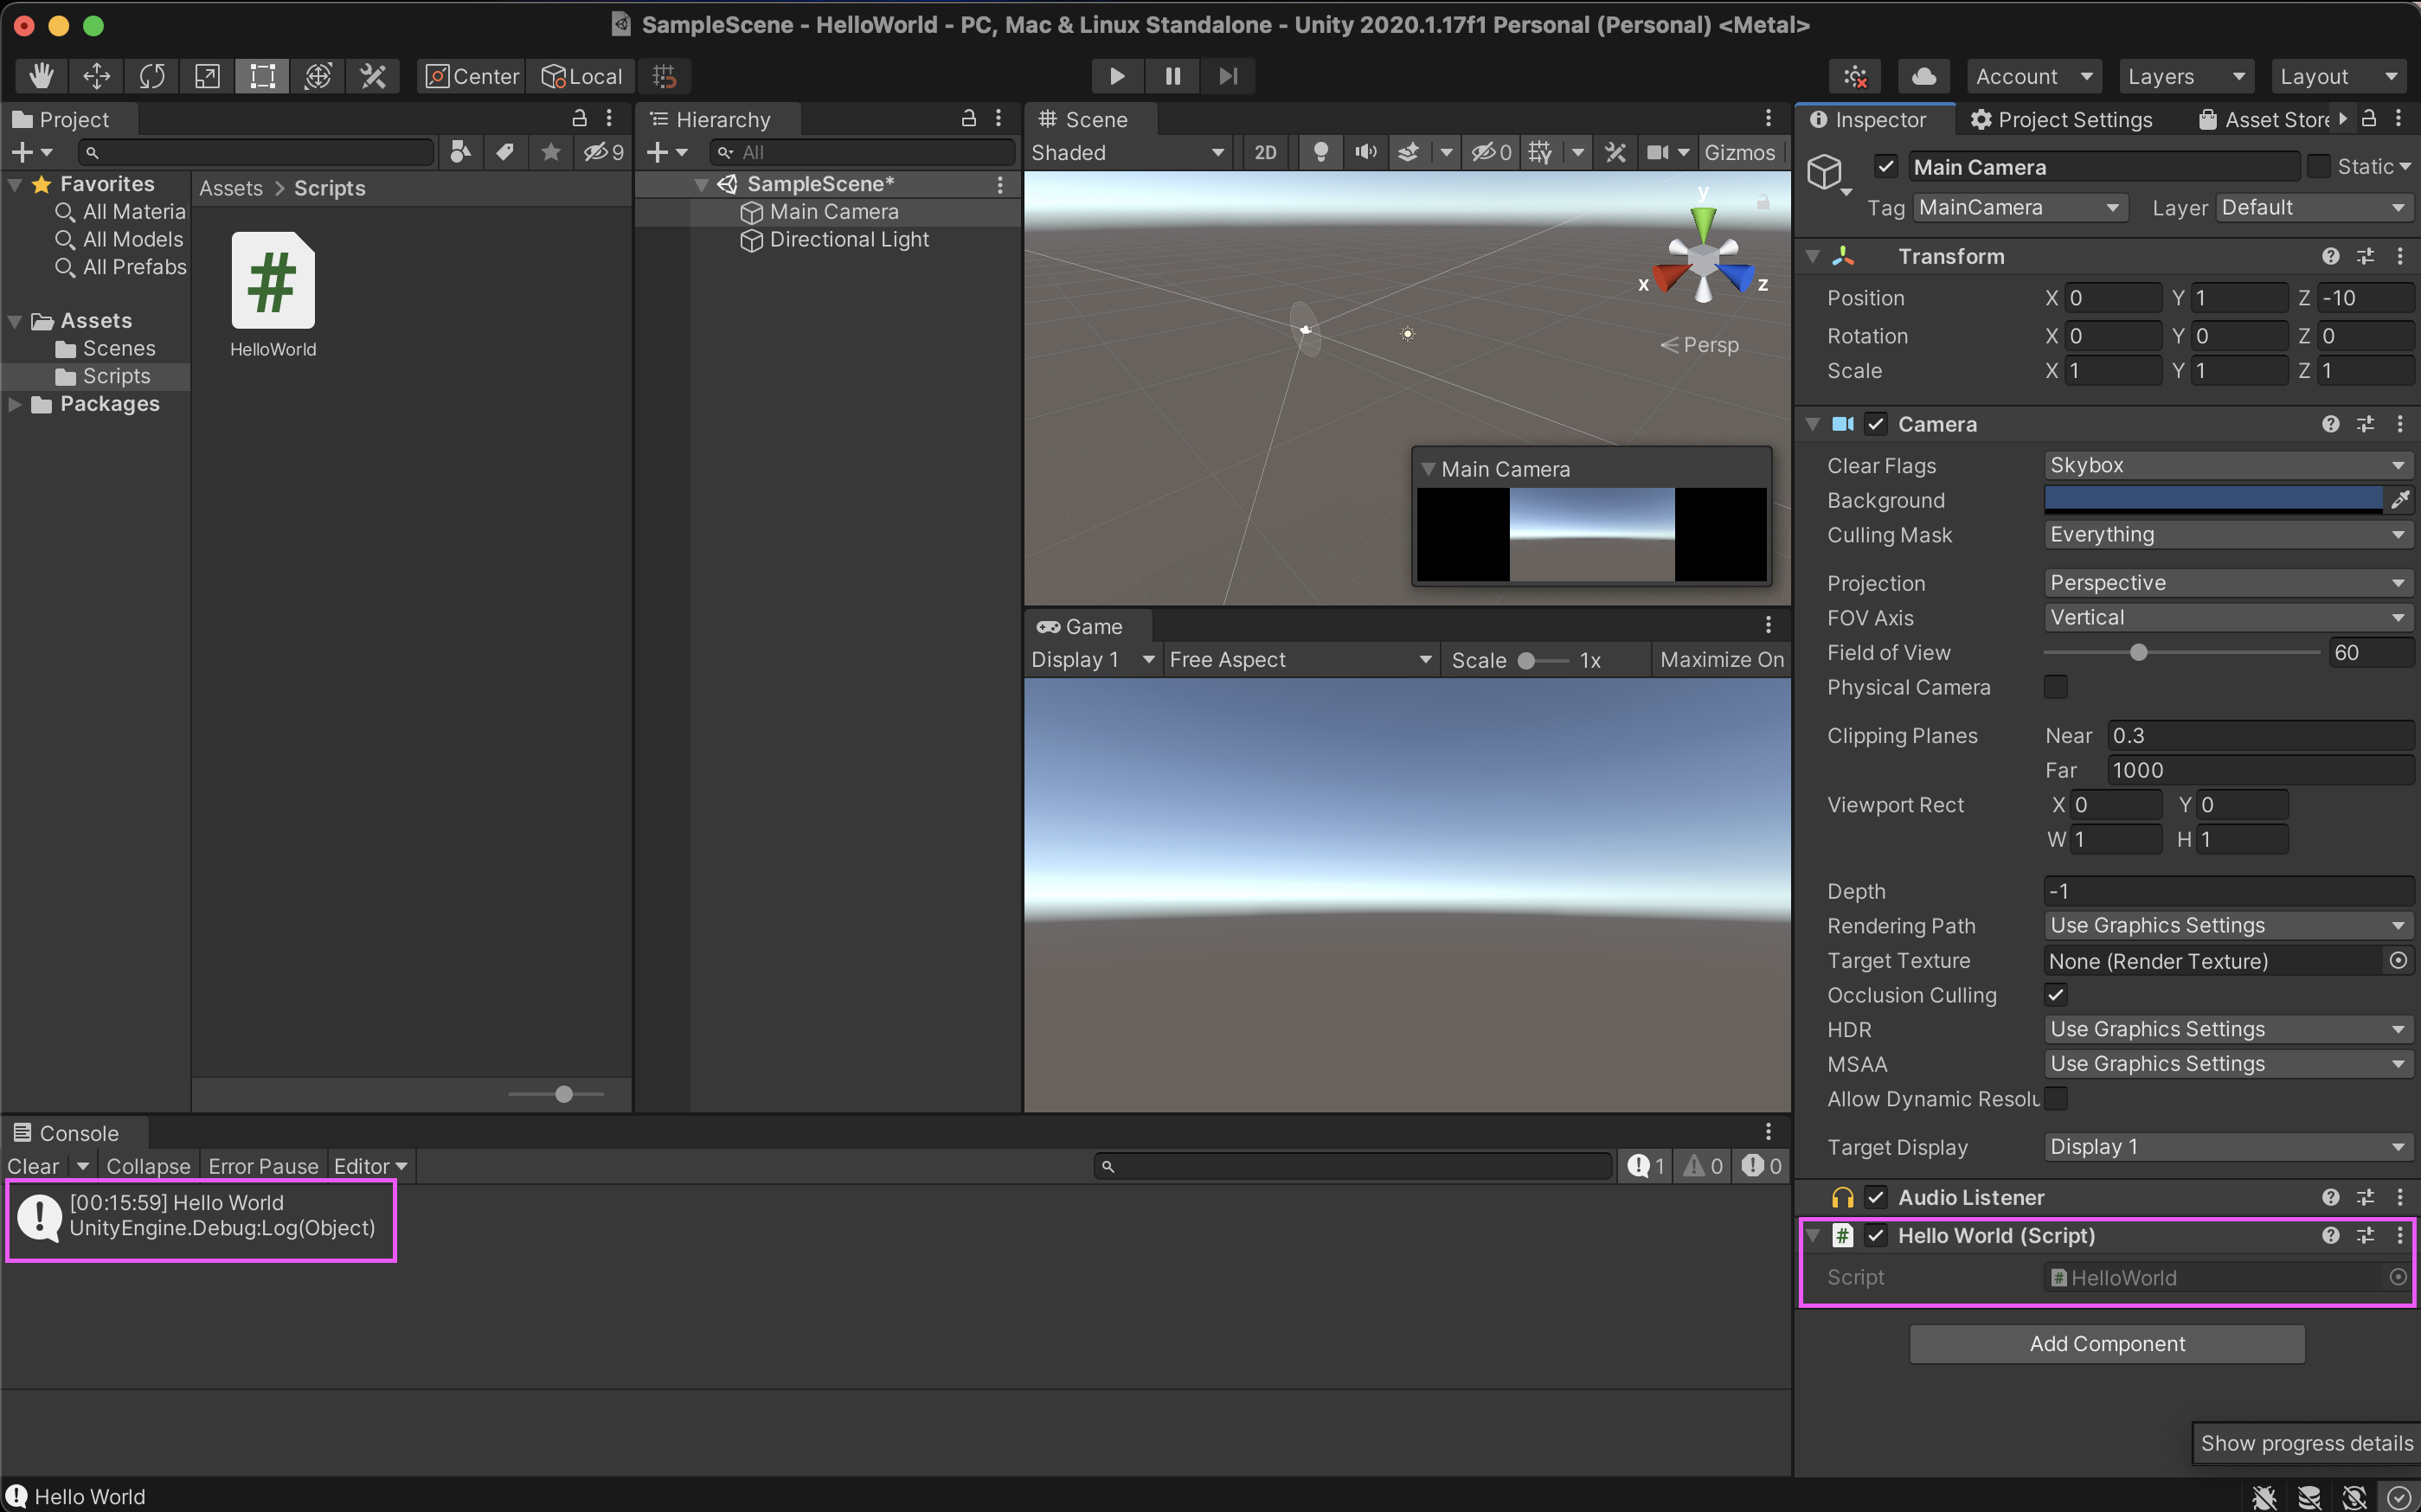 SampleScene - HelloWorld - PC, Mac & Linux Standalone - Unity 2020.1.17f1 Personal (Personal) <Metal>
Center Local Account Layers Layout
Project
9
Favorites
All Materia
All Models
All Prefabs
Assets
Scenes
Scripts
Packages
Assets > Scripts
#
HelloWorld
Hierarchy
All
SampleScene*
Main Camera
Directional Light
Scene
Shaded 2D 0 Gizmos
y
x z
Persp
Main Camera
Game
Display 1 Free Aspect Scale 1x Maximize On
Inspector Project Settings Asset Store
Main Camera Static
Tag MainCamera Layer Default
Transform
Position X 0 Y 1 Z -10
Rotation X 0 Y 0 Z 0
Scale X 1 Y 1 Z 1
Camera
Clear Flags Skybox
Background
Culling Mask Everything
Projection Perspective
FOV Axis Vertical
Field of View 60
Physical Camera
Clipping Planes Near 0.3
Far 1000
Viewport Rect X 0 Y 0
W 1 H 1
Depth -1
Rendering Path Use Graphics Settings
Target Texture None (Render Texture)
Occlusion Culling
HDR Use Graphics Settings
MSAA Use Graphics Settings
Allow Dynamic Resolu
Target Display Display 1
Audio Listener
# Hello World (Script)
Script # HelloWorld
Add Component
Show progress details
Console
Clear Collapse Error Pause Editor 1 0 0
[00:15:59] Hello World
UnityEngine.Debug:Log(Object)
Hello World